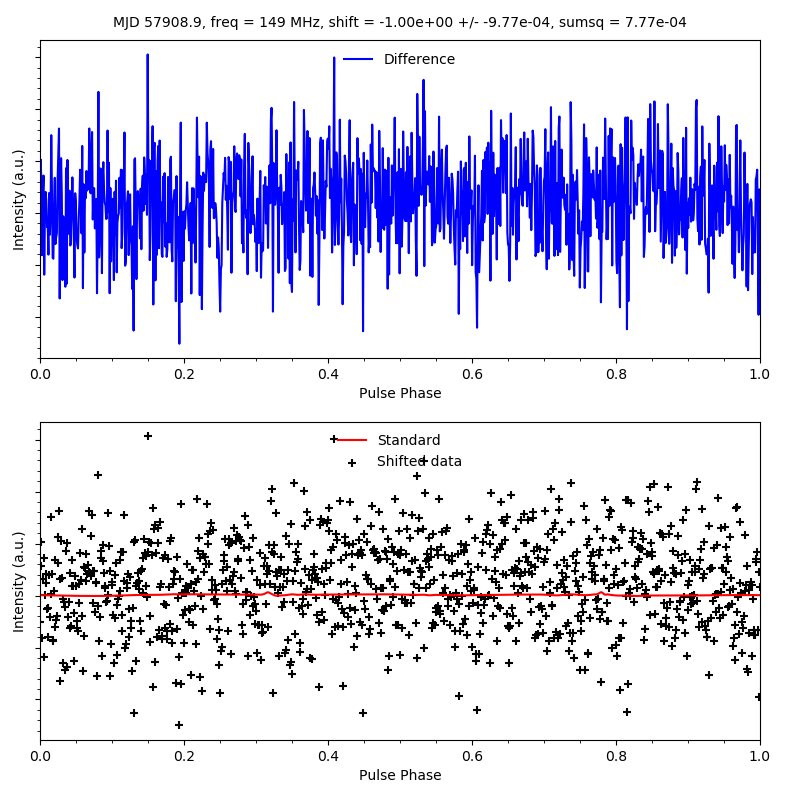 MJD 57908.9, freq = 149 MHz, shift = -1.00e+00 +/- -9.77e-04, sumsq = 7.77e-04
Difference
Intensity (a.u.)
0.0 0.2 0.4 0.6 0.8 1.0
Pulse Phase
Standard
Shifted data
Intensity (a.u.)
0.0 0.2 0.4 0.6 0.8 1.0
Pulse Phase